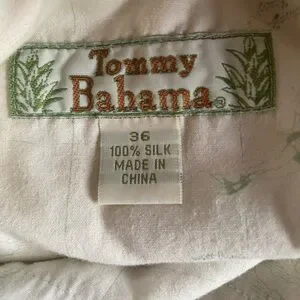 Tommy
Bahama®
36
100% SILK
MADE IN
CHINA